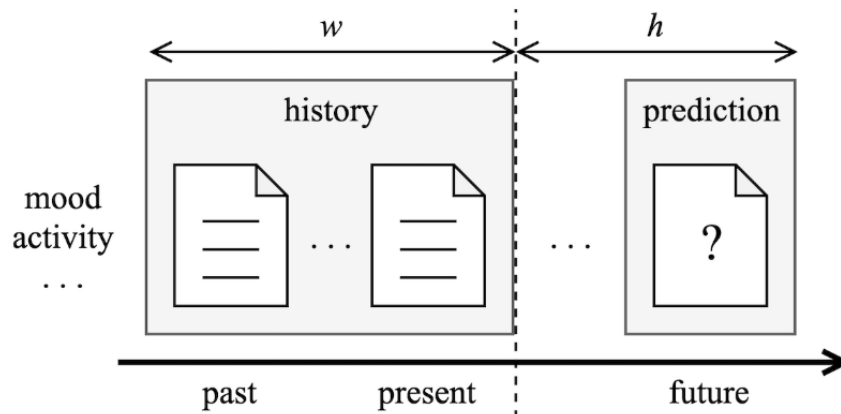 w h
history prediction
mood
activity
. . .
. . .
. . .
?
past present future